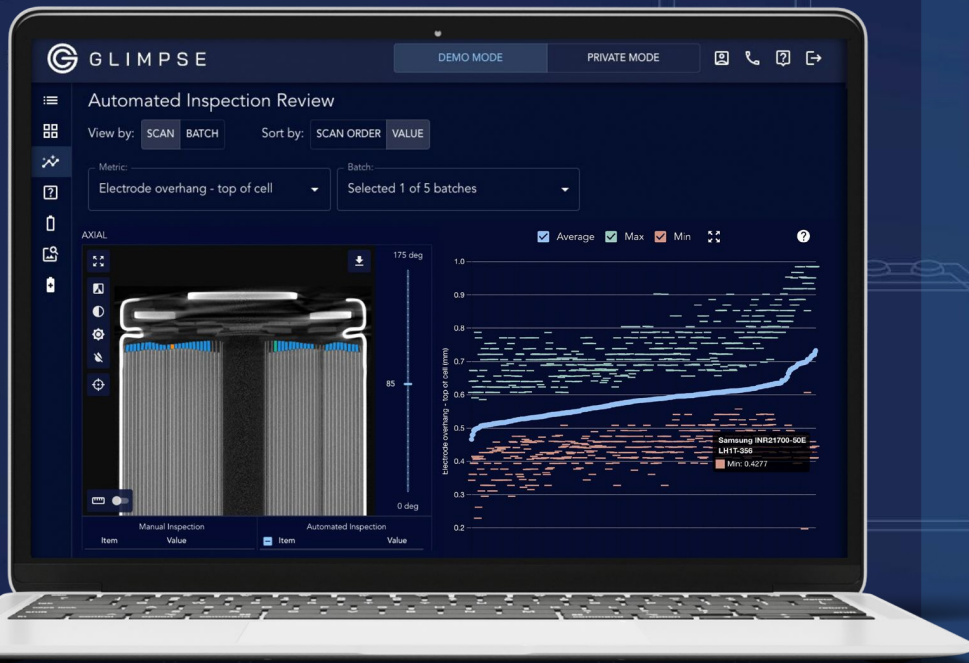 GLIMPSE
DEMO MODE
PRIVATE MODE
Automated Inspection Review
View by: SCAN BATCH
Sort by: SCAN ORDER VALUE
Metric:
Electrode overhang - top of cell
Batch:
Selected 1 of 5 batches
AXIAL
175 deg
85
0 deg
Manual Inspection
Item Value
Automated Inspection
Item Value
Average Max Min
Electrode overhang - top of cell (mm)
1.0
0.9
0.8
0.7
0.6
0.5
0.4
0.3
0.2
Samsung INR21700-50E
LH1T-356
Min: 0.4277